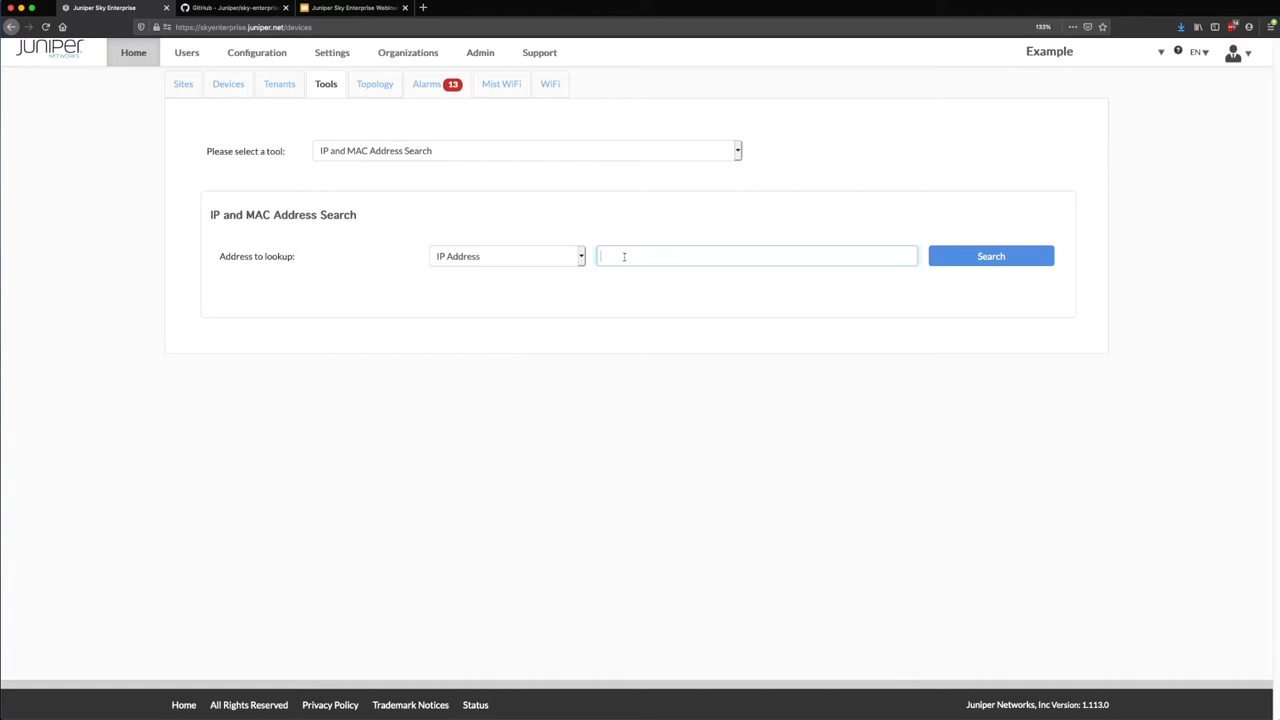 Juniper Sky Enterprise
GitHub - Juniper/sky-enterpris
Juniper Sky Enterprise Webinar
https://skyenterprise.juniper.net/devices
133%
JUNIPER
NETWORKS
Home
Users
Configuration
Settings
Organizations
Admin
Support
Example
EN
Sites
Devices
Tenants
Tools
Topology
Alarms 13
Mist WiFi
WiFi
Please select a tool:
IP and MAC Address Search
IP and MAC Address Search
Address to lookup:
IP Address
Search
Home
All Rights Reserved
Privacy Policy
Trademark Notices
Status
Juniper Networks, Inc Version: 1.113.0